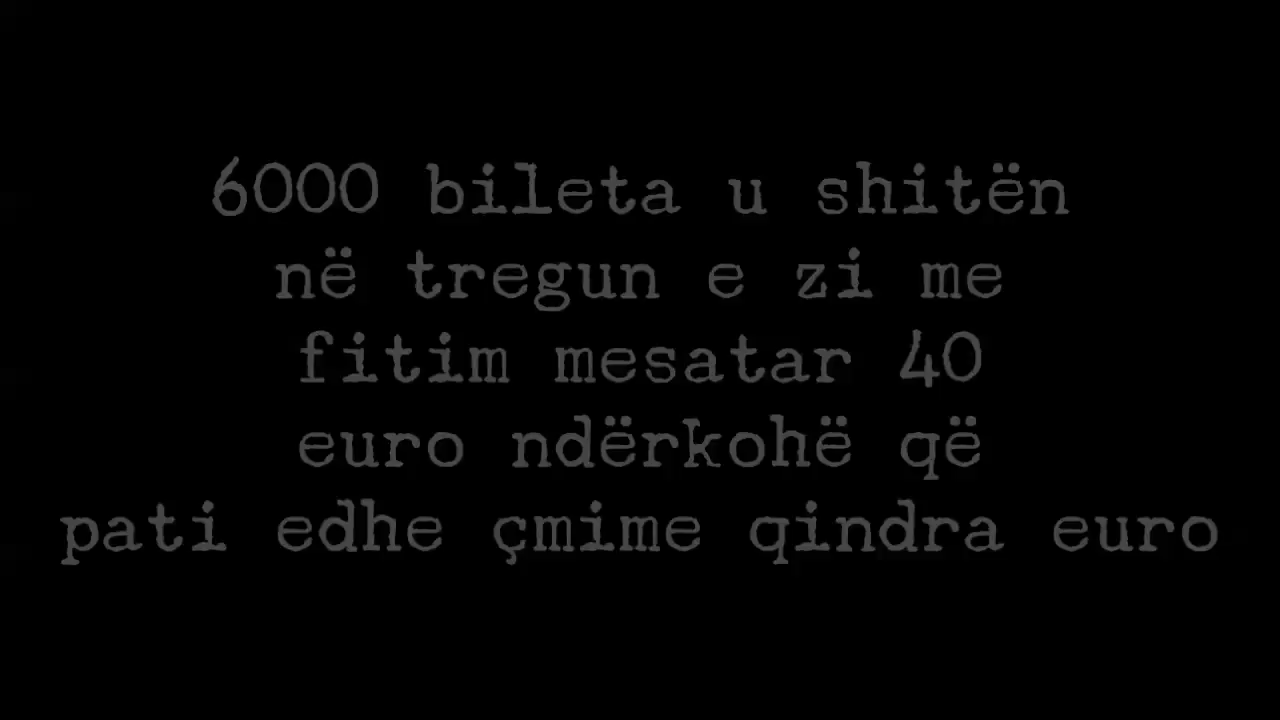 6000 bileta u shitën
në tregun e zi me
fitim mesatar 40
euro ndërkohë që
pati edhe çmime qindra euro